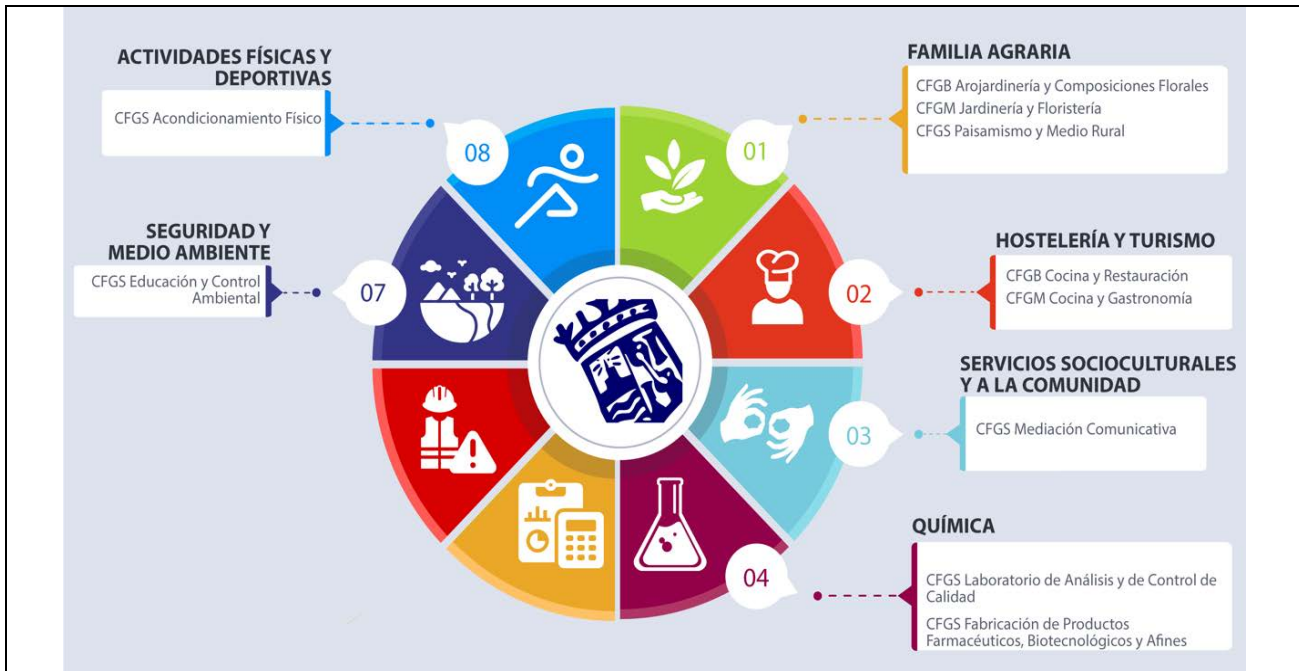 ACTIVIDADES FÍSICAS Y
DEPORTIVAS
CFGS Acondicionamiento Físico
08
FAMILIA AGRARIA
CFGB Arojardinería y Composiciones Florales
CFGM Jardinería y Floristería
CFGS Paisamismo y Medio Rural
01
SEGURIDAD Y
MEDIO AMBIENTE
CFGS Educación y Control
Ambiental
07
HOSTELERÍA Y TURISMO
CFGB Cocina y Restauración
CFGM Cocina y Gastronomía
02
SERVICIOS SOCIOCULTURALES
Y A LA COMUNIDAD
CFGS Mediación Comunicativa
03
QUÍMICA
CFGS Laboratorio de Análisis y de Control de
Calidad
CFGS Fabricación de Productos
Farmacéuticos, Biotecnológicos y Afines
04